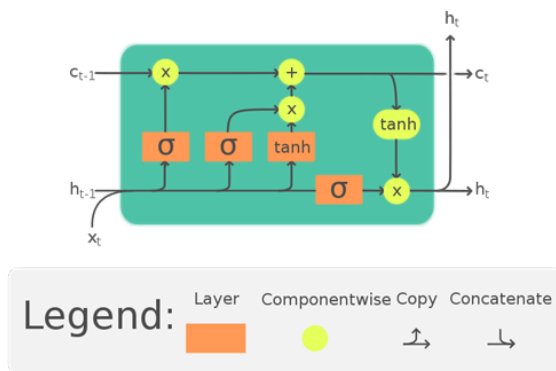 h_t
c_{t-1} x + c_t
x
tanh
σ σ tanh
h_{t-1} σ x h_t
x_t
Legend: Layer Componentwise Copy Concatenate